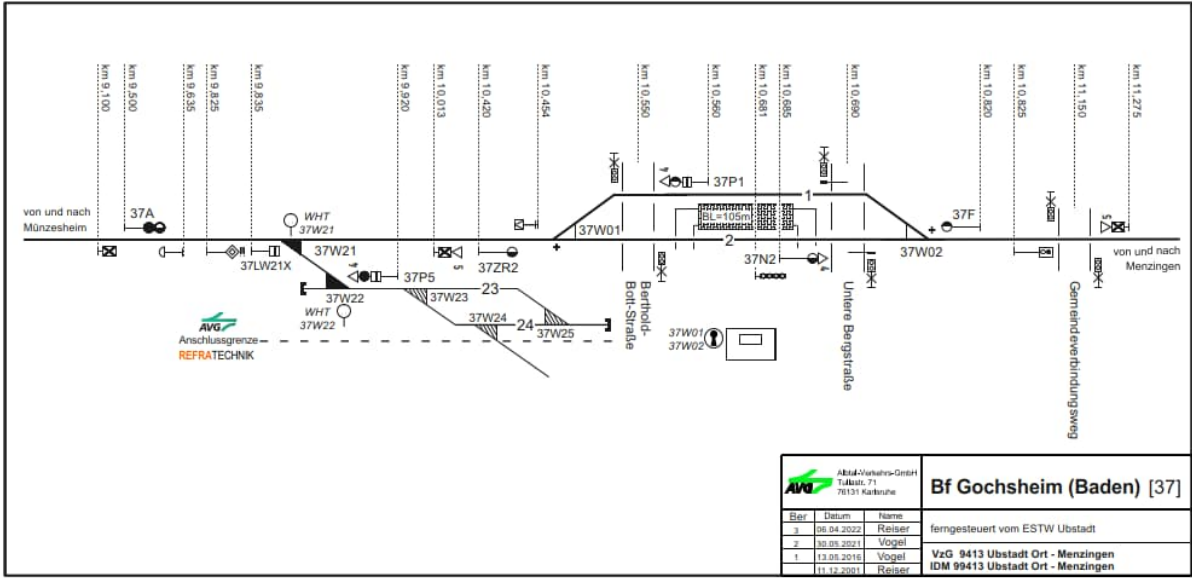 km 9,100
km 9,500
km 9,635
km 9,825
km 9,835
km 9,920
km 10,013
km 10,420
km 10,454
km 10,550
km 10,560
km 10,681
km 10,685
km 10,690
km 10,820
km 10,825
km 11,150
km 11,275
von und nach
Münzesheim
37A
WHT
37W21
37W21
37LW21X
37P5
5
37ZR2
37W01
37P1
1
BL=105m
2
37N2
4
37F
37W02
5
von und nach
Menzingen
37W22
WHT
37W22
23
37W23
37W24
24
37W25
AVG
Anschlussgrenze
REFRATECHNIK
Berthold-
Bott-Straße
37W01
37W02
Untere Bergstraße
Gemeindeverbindungsweg
AVG
Albtal-Verkehrs-GmbH
Tullastr. 71
76131 Karlsruhe
Bf Gochsheim (Baden) [37]
Ber Datum Name
3 06.04.2022 Reiser
2 30.05.2021 Vogel
1 13.05.2016 Vogel
11.12.2001 Reiser
ferngesteuert vom ESTW Ubstadt
VzG 9413 Ubstadt Ort - Menzingen
IDM 99413 Ubstadt Ort - Menzingen